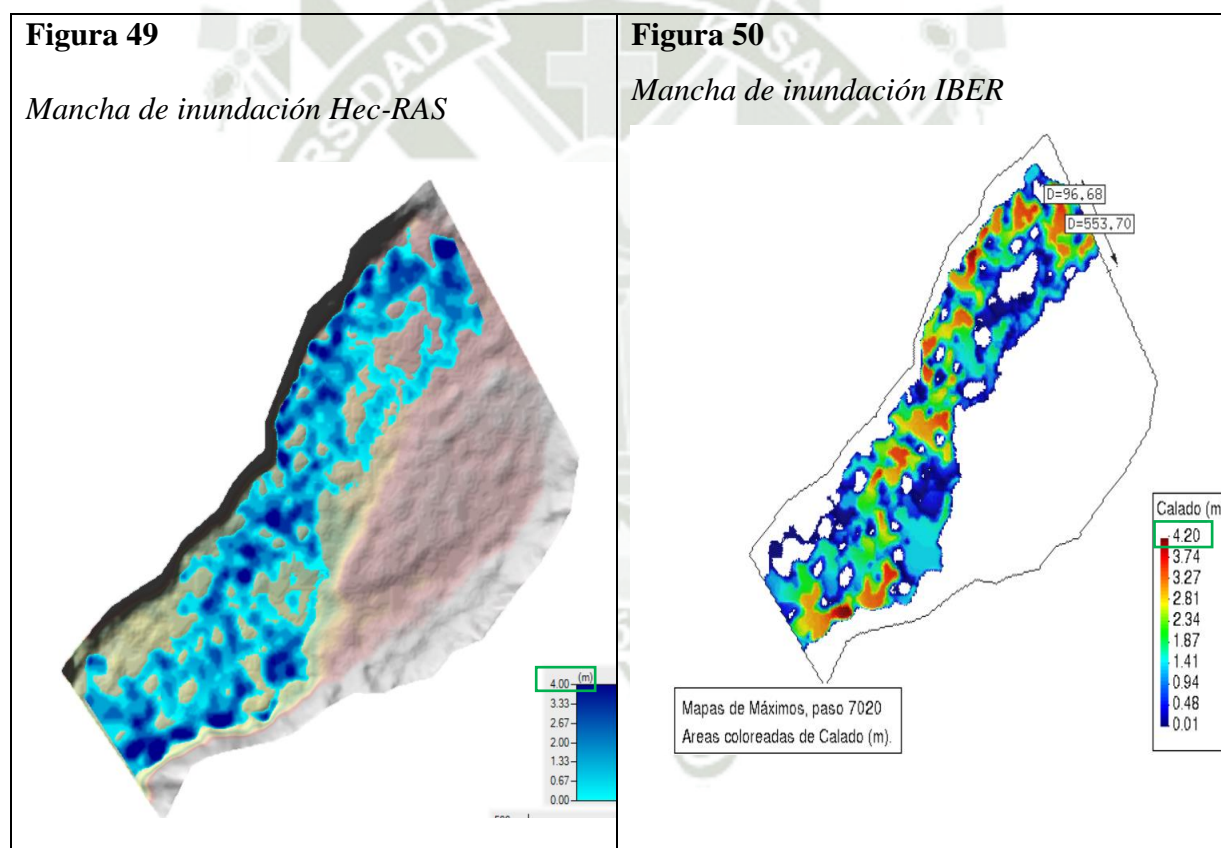 Figura 49
Mancha de inundación Hec-RAS
4.00
(m)
3.33
2.67
2.00
1.33
0.67
0.00
Figura 50
Mancha de inundación IBER
D=96.68
D=553.70
Calado (m
4.20
3.74
3.27
2.81
2.34
1.87
1.41
0.94
0.48
0.01
Mapas de Máximos, paso 7020
Areas coloreadas de Calado (m).